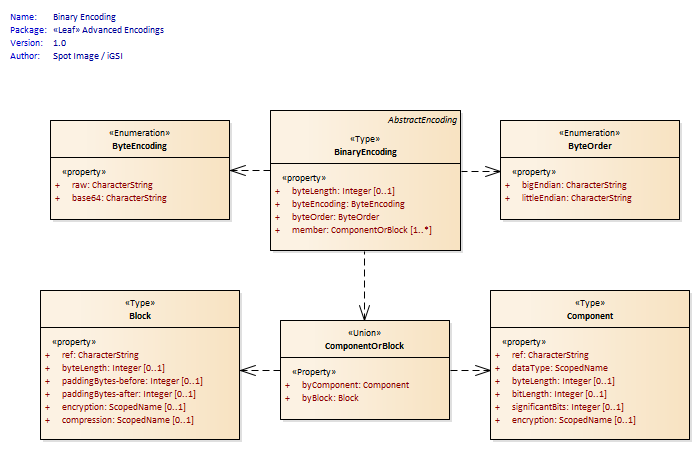 Name: Binary Encoding
Package: «Leaf» Advanced Encodings
Version: 1.0
Author: Spot Image / iGSI
«Enumeration»
ByteEncoding
«property»
+ raw: CharacterString
+ base64: CharacterString
AbstractEncoding
«Type»
BinaryEncoding
«property»
+ byteLength: Integer [0..1]
+ byteEncoding: ByteEncoding
+ byteOrder: ByteOrder
+ member: ComponentOrBlock [1..*]
«Enumeration»
ByteOrder
«property»
+ bigEndian: CharacterString
+ littleEndian: CharacterString
«Type»
Block
«property»
+ ref: CharacterString
+ byteLength: Integer [0..1]
+ paddingBytes-before: Integer [0..1]
+ paddingBytes-after: Integer [0..1]
+ encryption: ScopedName [0..1]
+ compression: ScopedName [0..1]
«Union»
ComponentOrBlock
«Property»
+ byComponent: Component
+ byBlock: Block
«Type»
Component
«property»
+ ref: CharacterString
+ dataType: ScopedName
+ byteLength: Integer [0..1]
+ bitLength: Integer [0..1]
+ significantBits: Integer [0..1]
+ encryption: ScopedName [0..1]